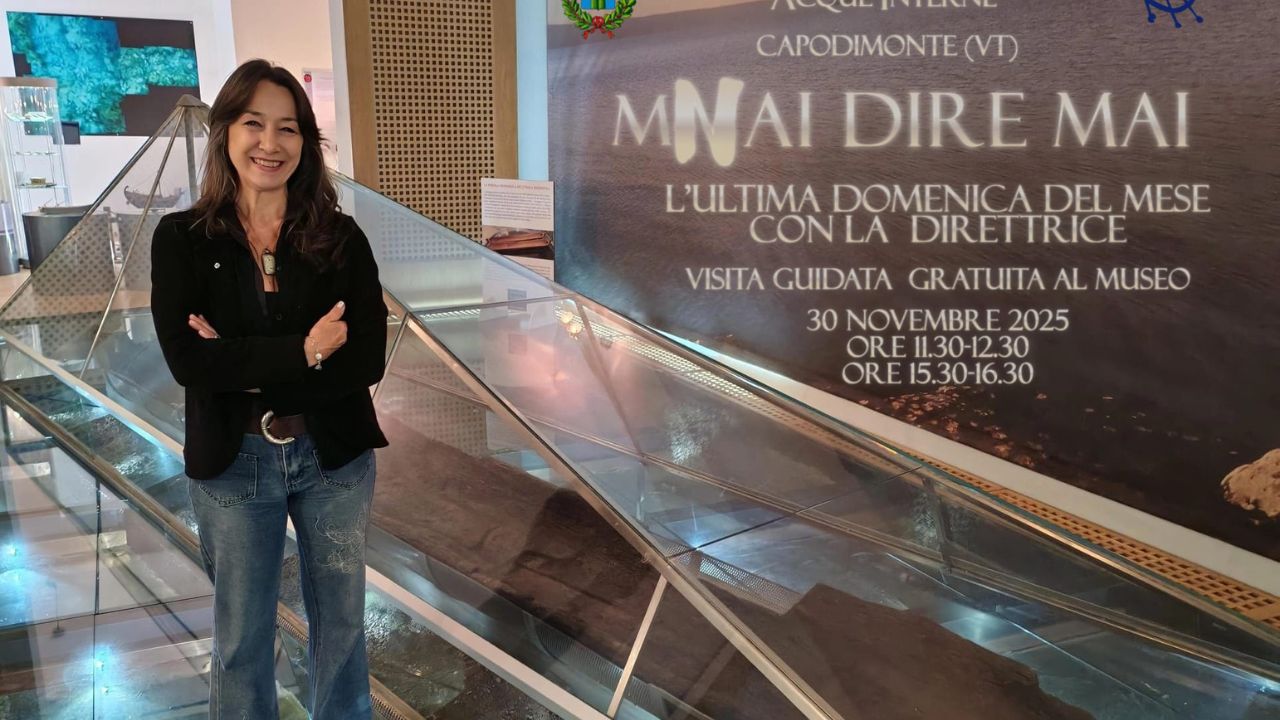 ACQUE INTERNE
CAPODIMONTE (VT)
MNAI DIRE MAI
L'ULTIMA DOMENICA DEL MESE
CON LA DIRETTRICE
VISITA GUIDATA GRATUITA AL MUSEO
30 NOVEMBRE 2025
ORE 11.30-12.30
ORE 15.30-16.30